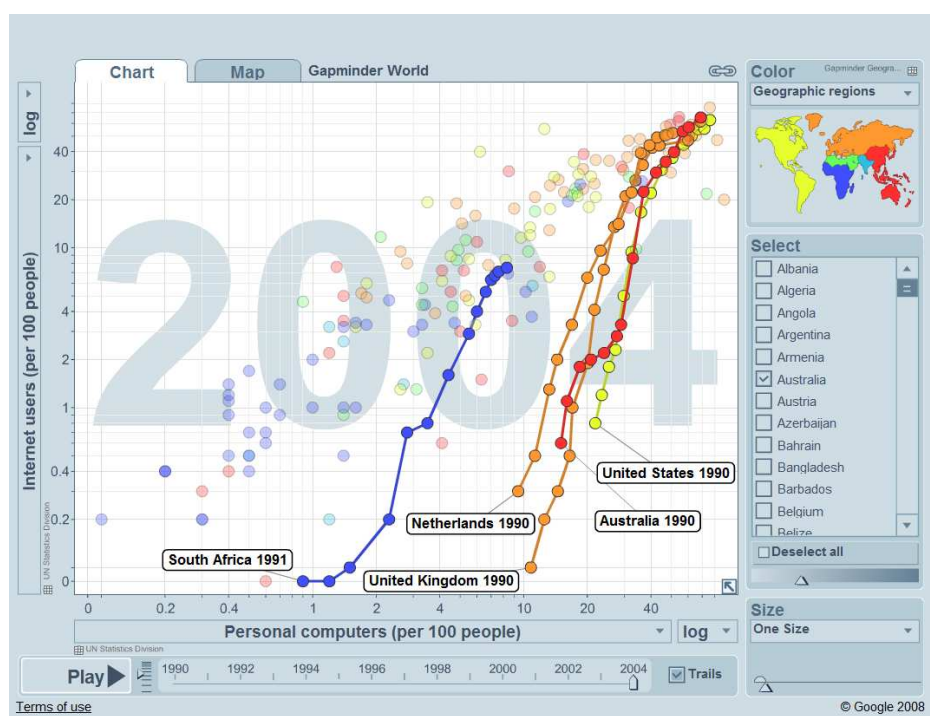 Chart
Map
Gapminder World
log
Internet users (per 100 people)
2004
40
20
10
4
2
1
0.4
0.2
0
United States 1990
Netherlands 1990
Australia 1990
South Africa 1991
United Kingdom 1990
UN Statistics Division
0
0.2
0.4
1
2
4
10
20
40
Personal computers (per 100 people)
log
UN Statistics Division
Play
1990
1992
1994
1996
1998
2000
2002
2004
Trails
Color
Gapminder Geogra...
Geographic regions
Select
Albania
Algeria
Angola
Argentina
Armenia
Australia
Austria
Azerbaijan
Bahrain
Bangladesh
Barbados
Belgium
Belize
Deselect all
Size
One Size
Terms of use
© Google 2008